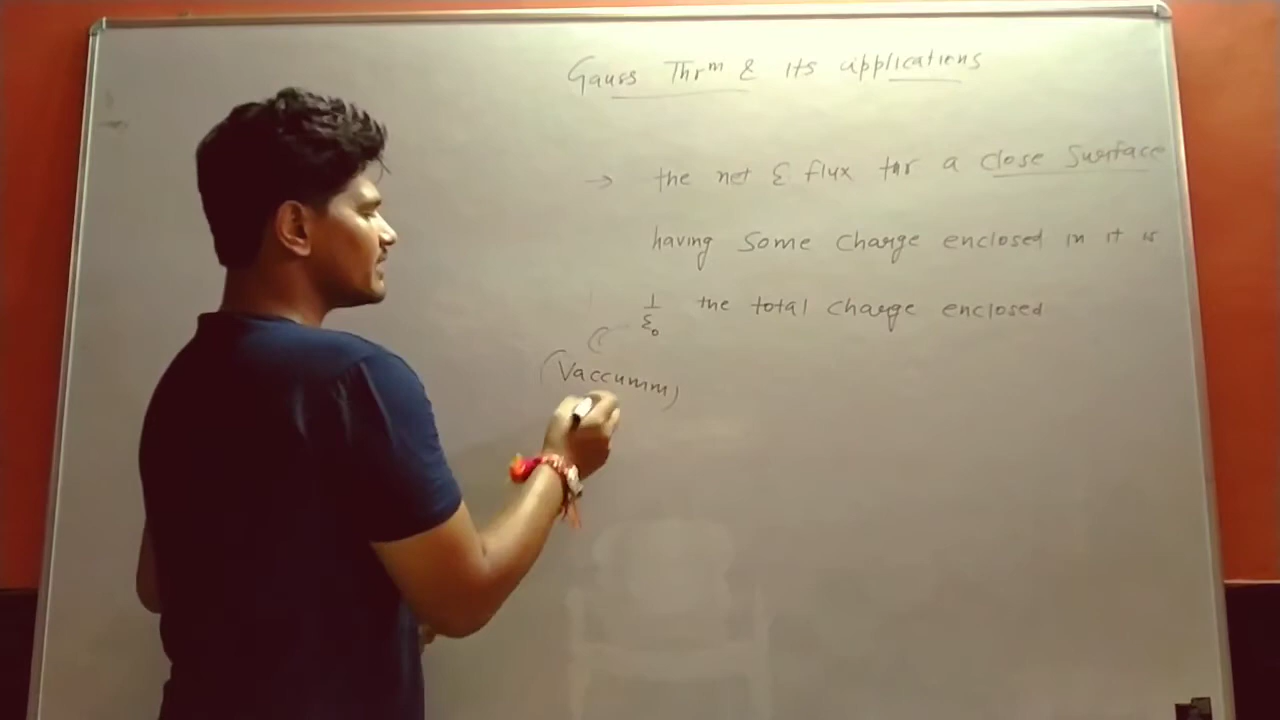 Gauss Thrm & its applications
→ the net ε flux for a close surface
having some charge enclosed in it is
1/ε₀ the total charge enclosed
(Vaccumm)